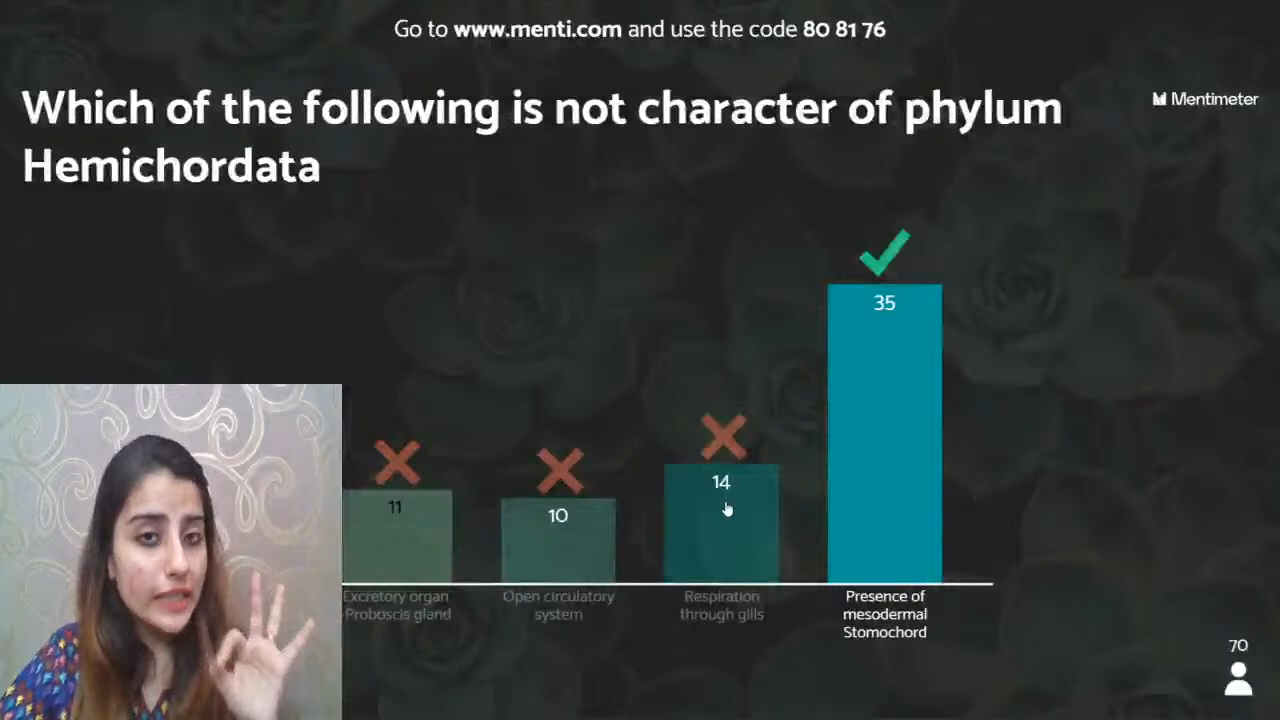 Go to www.menti.com and use the code 80 81 76
Which of the following is not character of phylum
Hemichordata
Mentimeter
35
14
11
10
Excretory organ
Proboscis gland
Open circulatory
system
Respiration
through gills
Presence of
mesodermal
Stomochord
70